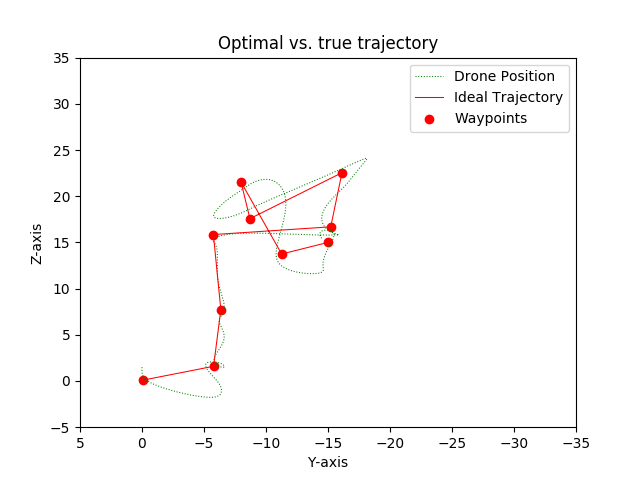 Optimal vs. true trajectory
Drone Position
Ideal Trajectory
Waypoints
35
30
25
20
15
10
5
0
−5
Z-axis
5 0 −5 −10 −15 −20 −25 −30 −35
Y-axis